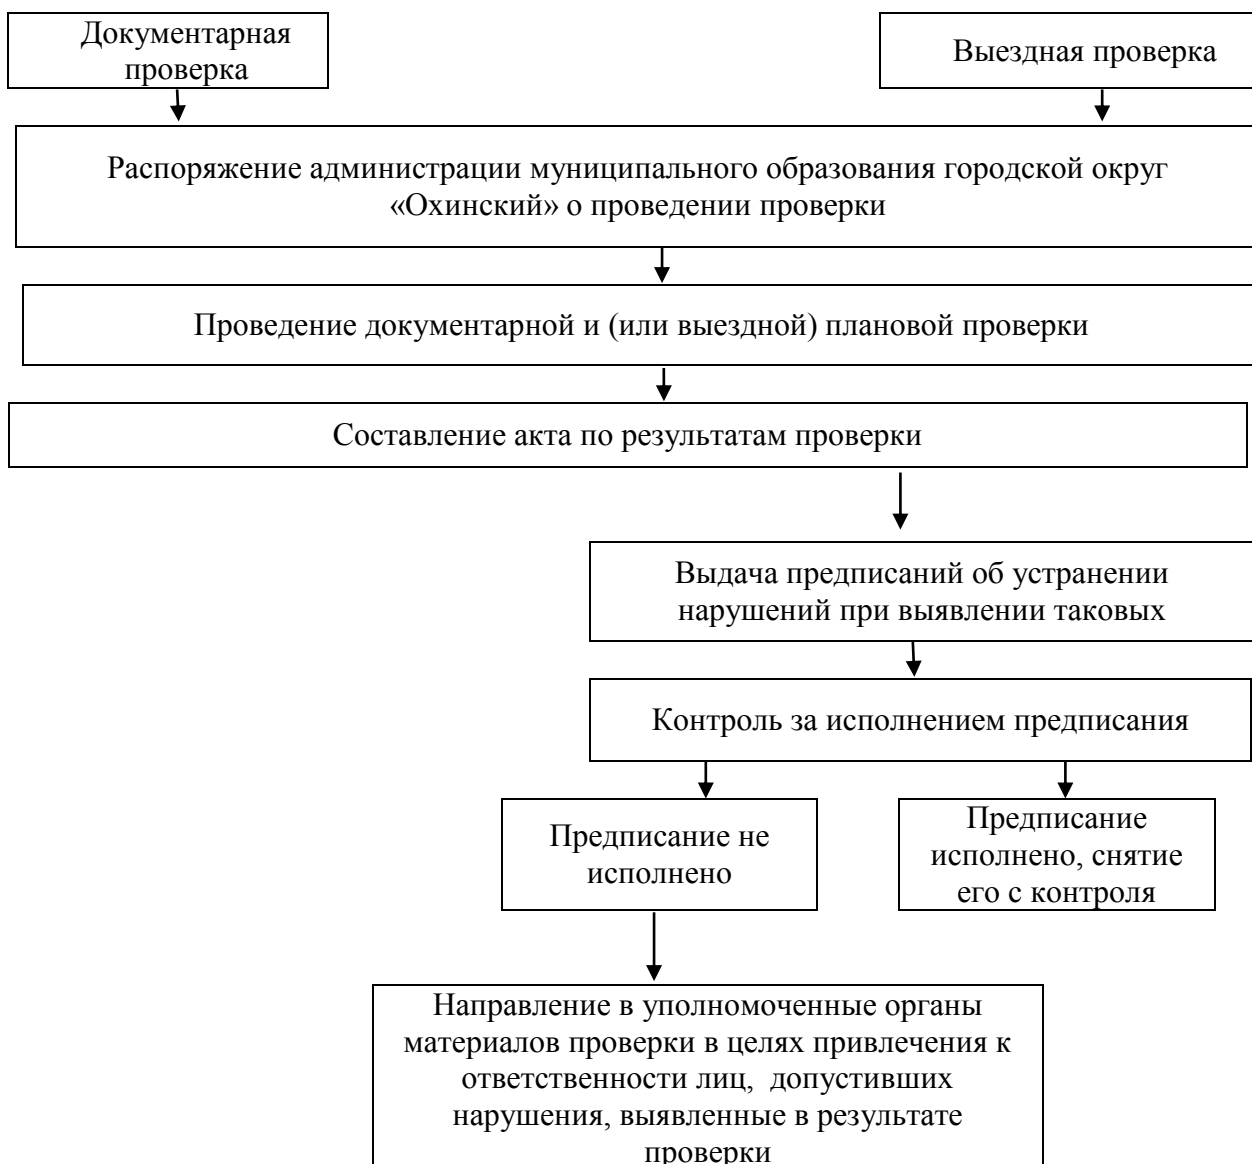 Документарная
проверка
Выездная проверка
Распоряжение администрации муниципального образования городской округ
«Охинский» о проведении проверки
Проведение документарной и (или выездной) плановой проверки
Составление акта по результатам проверки
Выдача предписаний об устранении
нарушений при выявлении таковых
Контроль за исполнением предписания
Предписание не
исполнено
Предписание
исполнено, снятие
его с контроля
Направление в уполномоченные органы
материалов проверки в целях привлечения к
ответственности лиц, допустивших
нарушения, выявленные в результате
проверки